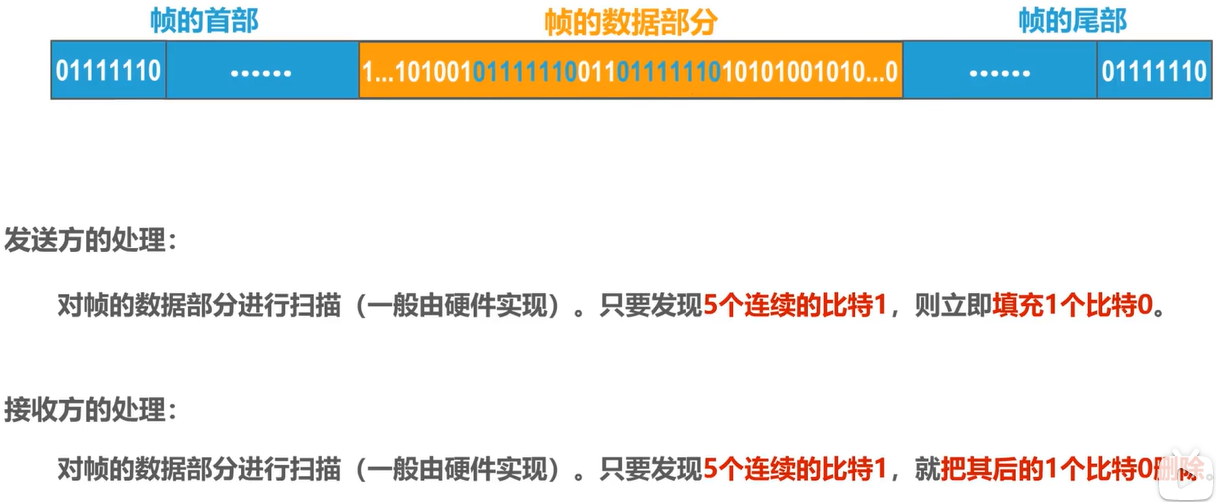 帧的首部 帧的数据部分 帧的尾部
01111110 …… 1...101001011111100110111111010101001010...0 …… 01111110
发送方的处理：
对帧的数据部分进行扫描（一般由硬件实现）。只要发现5个连续的比特1，则立即填充1个比特0。
接收方的处理：
对帧的数据部分进行扫描（一般由硬件实现）。只要发现5个连续的比特1，就把其后的1个比特0删除。